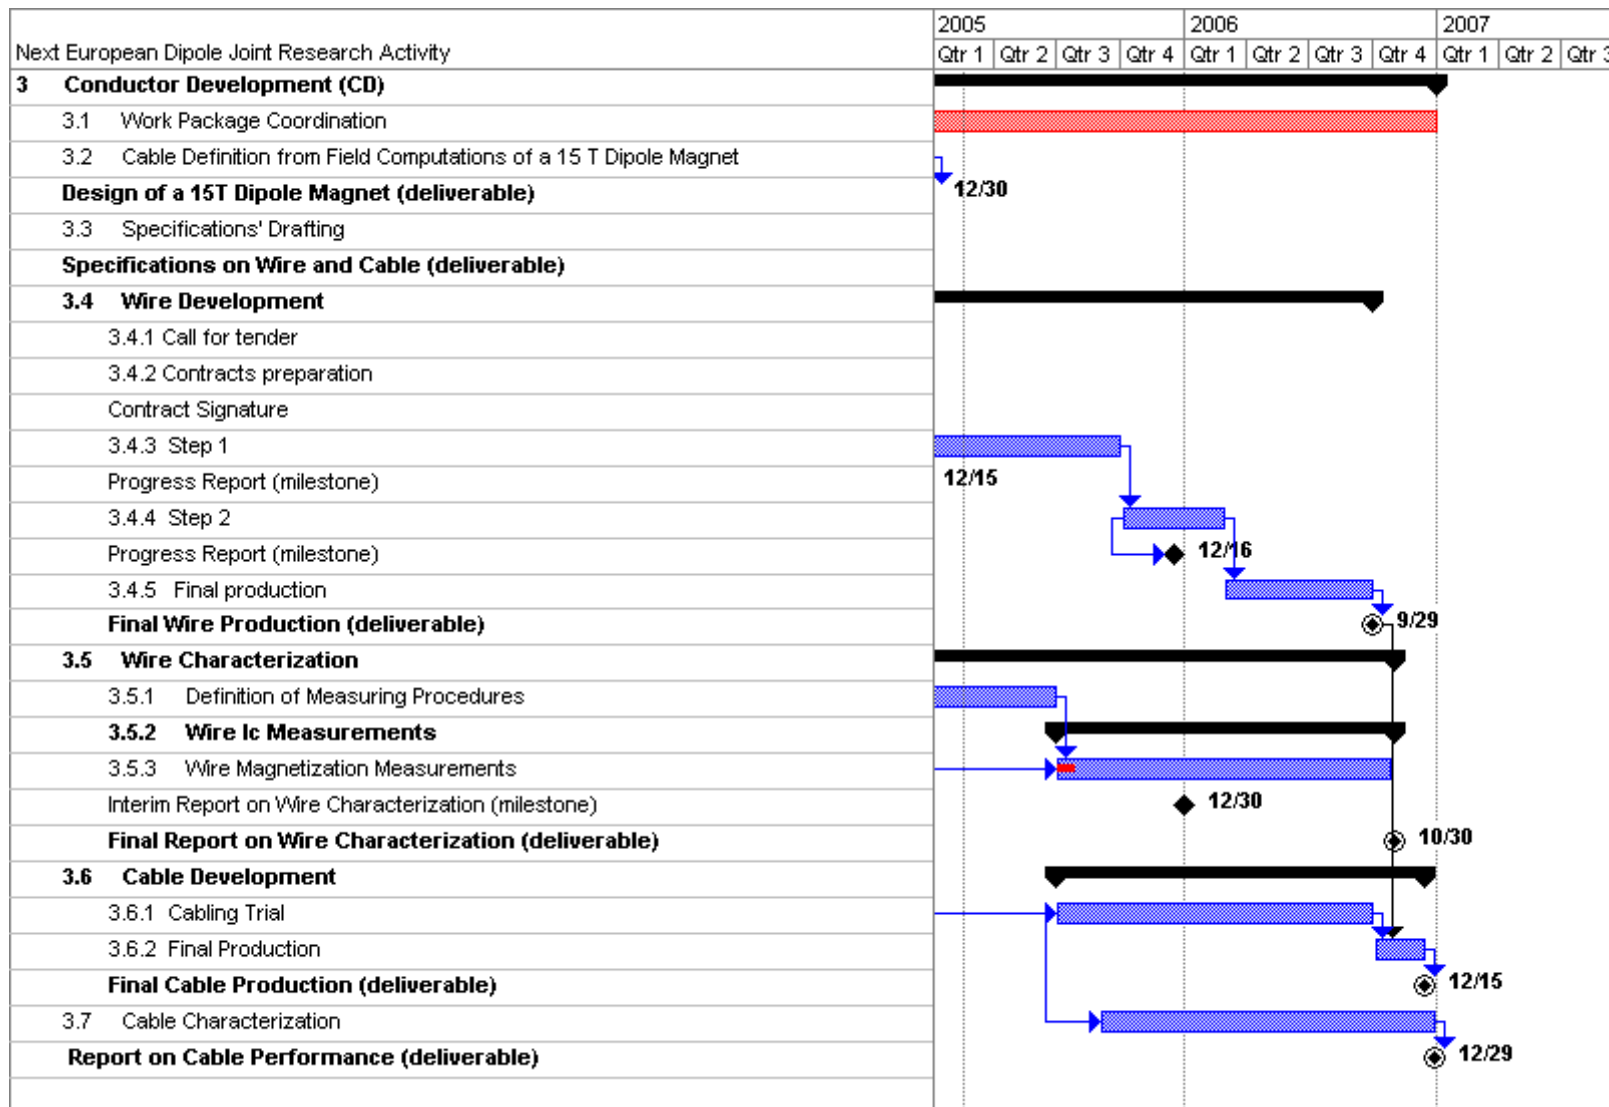 2005 2006 2007
Next European Dipole Joint Research Activity Qtr 1 Qtr 2 Qtr 3 Qtr 4 Qtr 1 Qtr 2 Qtr 3 Qtr 4 Qtr 1 Qtr 2 Qtr 3
3 Conductor Development (CD)
3.1 Work Package Coordination
3.2 Cable Definition from Field Computations of a 15 T Dipole Magnet
Design of a 15T Dipole Magnet (deliverable) 12/30
3.3 Specifications' Drafting
Specifications on Wire and Cable (deliverable)
3.4 Wire Development
3.4.1 Call for tender
3.4.2 Contracts preparation
Contract Signature
3.4.3 Step 1
Progress Report (milestone) 12/15
3.4.4 Step 2
Progress Report (milestone) 12/16
3.4.5 Final production
Final Wire Production (deliverable) 9/29
3.5 Wire Characterization
3.5.1 Definition of Measuring Procedures
3.5.2 Wire Ic Measurements
3.5.3 Wire Magnetization Measurements
Interim Report on Wire Characterization (milestone) 12/30
Final Report on Wire Characterization (deliverable) 10/30
3.6 Cable Development
3.6.1 Cabling Trial
3.6.2 Final Production
Final Cable Production (deliverable) 12/15
3.7 Cable Characterization
Report on Cable Performance (deliverable) 12/29